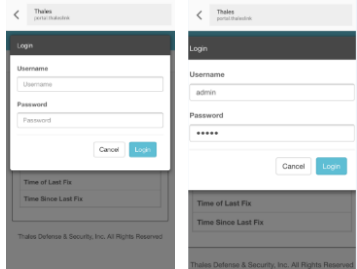 Thales
portal.thaleslink
Login
Username
Username
Password
Password
Cancel
Login
Time of Last Fix
Time Since Last Fix
Thales Defense & Security, Inc. All Rights Reserved
Thales
portal.thaleslink
Login
Username
admin
Password
•••••
Cancel
Login
Time of Last Fix
Time Since Last Fix
Thales Defense & Security, Inc. All Rights Reserved